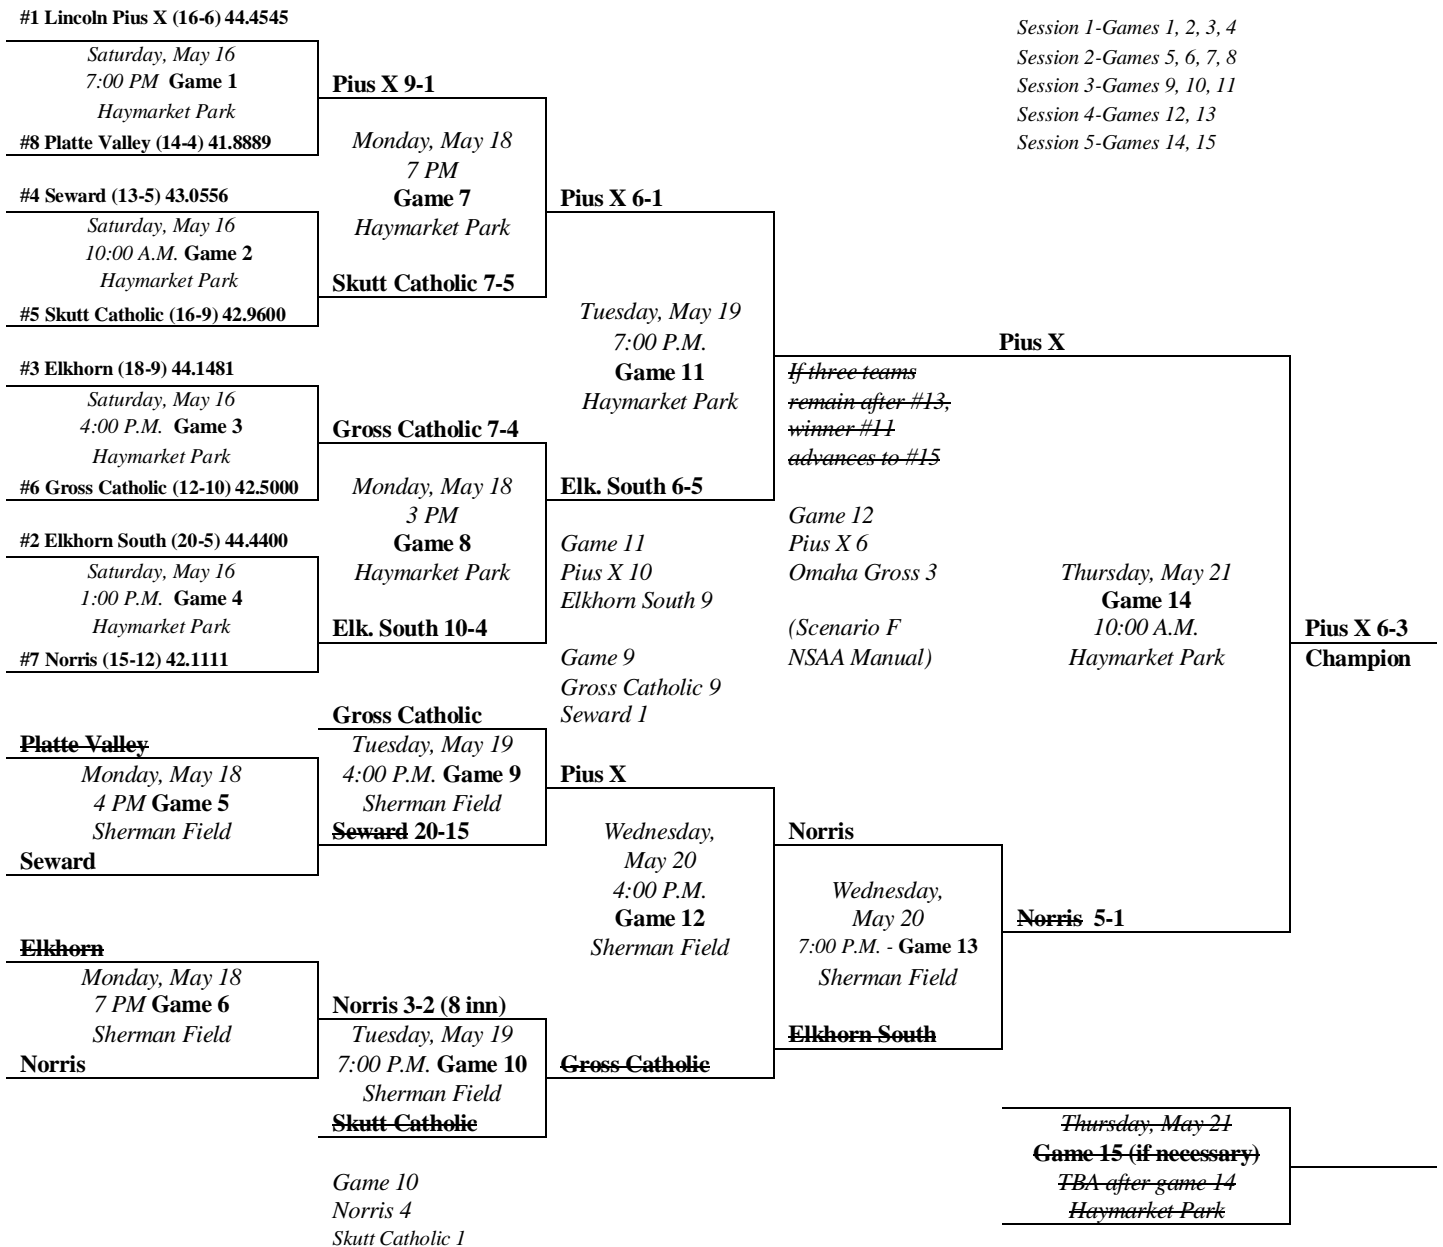 #1 Lincoln Pius X (16-6) 44.4545
Saturday, May 16
7:00 PM Game 1
Haymarket Park
#8 Platte Valley (14-4) 41.8889
#4 Seward (13-5) 43.0556
Saturday, May 16
10:00 A.M. Game 2
Haymarket Park
#5 Skutt Catholic (16-9) 42.9600
#3 Elkhorn (18-9) 44.1481
Saturday, May 16
4:00 P.M. Game 3
Haymarket Park
#6 Gross Catholic (12-10) 42.5000
#2 Elkhorn South (20-5) 44.4400
Saturday, May 16
1:00 P.M. Game 4
Haymarket Park
#7 Norris (15-12) 42.1111
Platte Valley
Monday, May 18
4 PM Game 5
Sherman Field
Seward
Elkhorn
Monday, May 18
7 PM Game 6
Sherman Field
Norris
Pius X 9-1
Monday, May 18
7 PM
Game 7
Haymarket Park
Skutt Catholic 7-5
Gross Catholic 7-4
Monday, May 18
3 PM
Game 8
Haymarket Park
Elk. South 10-4
Gross Catholic
Tuesday, May 19
4:00 P.M. Game 9
Sherman Field
Seward 20-15
Norris 3-2 (8 inn)
Tuesday, May 19
7:00 P.M. Game 10
Sherman Field
Skutt Catholic
Game 10
Norris 4
Skutt Catholic 1
Pius X 6-1
Tuesday, May 19
7:00 P.M.
Game 11
Haymarket Park
Elk. South 6-5
Game 11
Pius X 10
Elkhorn South 9
Game 9
Gross Catholic 9
Seward 1
Pius X
Wednesday,
May 20
4:00 P.M.
Game 12
Sherman Field
Gross Catholic
Session 1-Games 1, 2, 3, 4
Session 2-Games 5, 6, 7, 8
Session 3-Games 9, 10, 11
Session 4-Games 12, 13
Session 5-Games 14, 15
Pius X
If three teams
remain after #13,
winner #11
advances to #15
Game 12
Pius X 6
Omaha Gross 3
(Scenario F
NSAA Manual)
Norris
Wednesday,
May 20
7:00 P.M. - Game 13
Sherman Field
Elkhorn South
Thursday, May 21
Game 14
10:00 A.M.
Haymarket Park
Norris 5-1
Pius X 6-3
Champion
Thursday, May 21
Game 15 (if necessary)
TBA after game 14
Haymarket Park